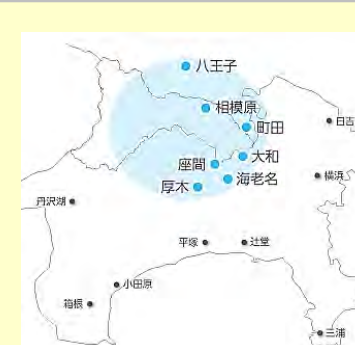 八王子
相模原
町田
日吉
大和
座間
海老名
横浜
厚木
丹沢湖
平塚
辻堂
小田原
箱根
三浦